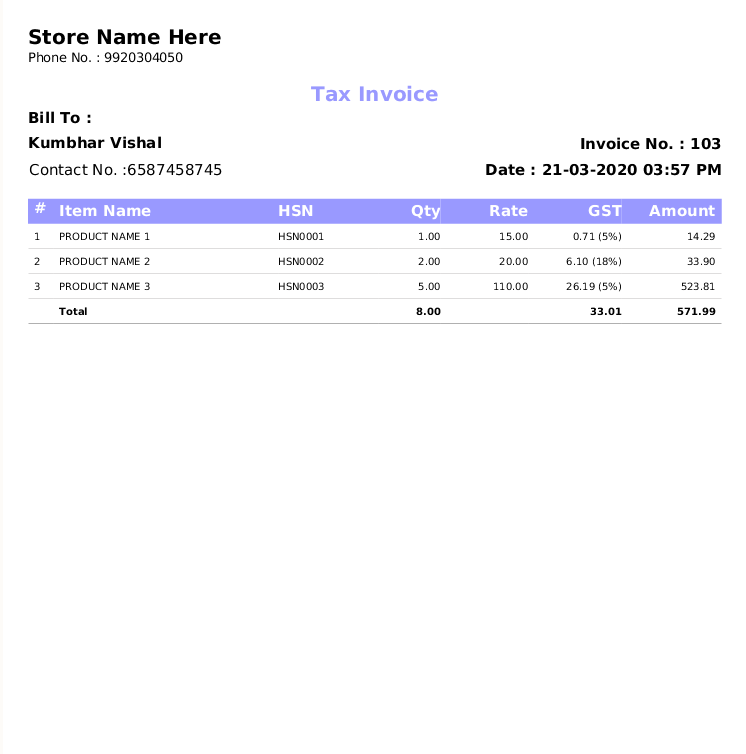 Store Name Here
Phone No. : 9920304050
Tax Invoice
Bill To :
Kumbhar Vishal
Invoice No. : 103
Contact No. :6587458745
Date : 21-03-2020 03:57 PM
# Item Name HSN Qty Rate GST Amount
1 PRODUCT NAME 1 HSN0001 1.00 15.00 0.71 (5%) 14.29
2 PRODUCT NAME 2 HSN0002 2.00 20.00 6.10 (18%) 33.90
3 PRODUCT NAME 3 HSN0003 5.00 110.00 26.19 (5%) 523.81
Total 8.00 33.01 571.99